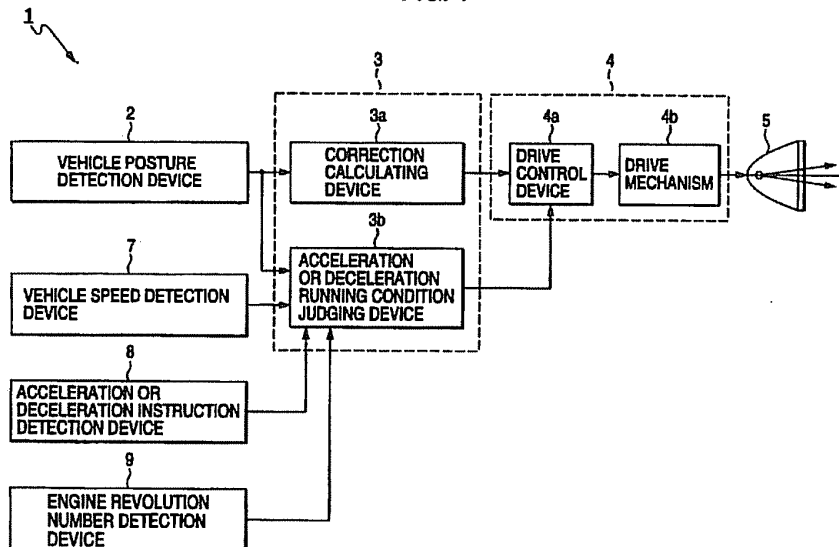 1
2
VEHICLE POSTURE
DETECTION DEVICE
3
3a
CORRECTION
CALCULATING
DEVICE
3b
ACCELERATION
OR DECELERATION
RUNNING CONDITION
JUDGING DEVICE
4
4a
DRIVE
CONTROL
DEVICE
4b
DRIVE
MECHANISM
5
7
VEHICLE SPEED DETECTION
DEVICE
8
ACCELERATION OR
DECELERATION INSTRUCTION
DETECTION DEVICE
9
ENGINE REVOLUTION
NUMBER DETECTION
DEVICE